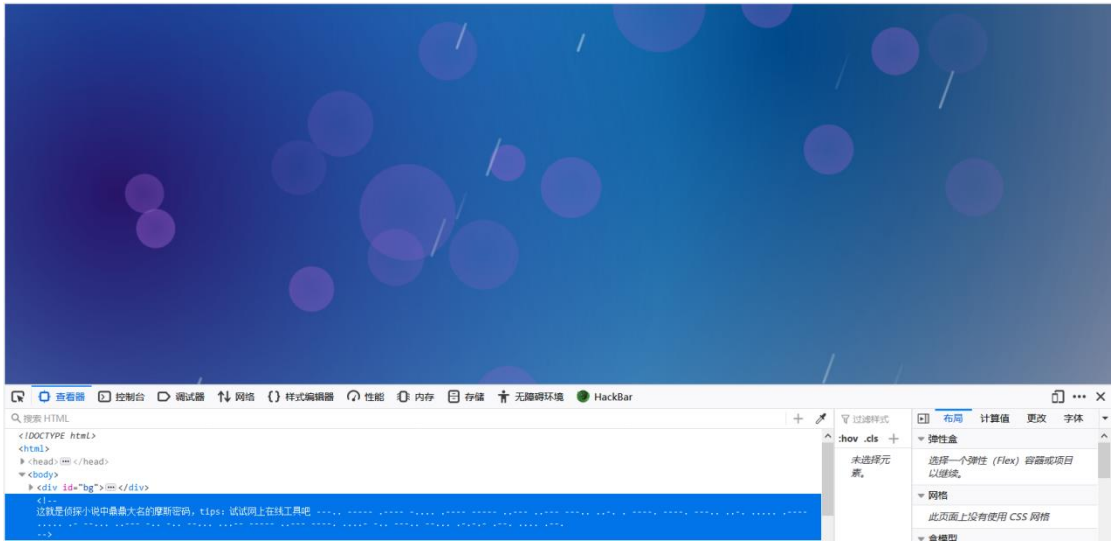 查看器 控制台 调试器 网络 {} 样式编辑器 性能 内存 存储 无障碍环境 HackBar
搜索 HTML
过滤样式
:hov .cls +
未选择元
素。
布局 计算值 更改 字体
弹性盒
选择一个弹性 (Flex) 容器或项目
以继续。
网格
此页面上没有使用 CSS 网格
盒模型
<!DOCTYPE html>
<html>
<head> </head>
<body>
<div id="bg"> </div>
<!--
这就是侦探小说中最最大名的摩斯密码，tips：试试网上在线工具吧
-->